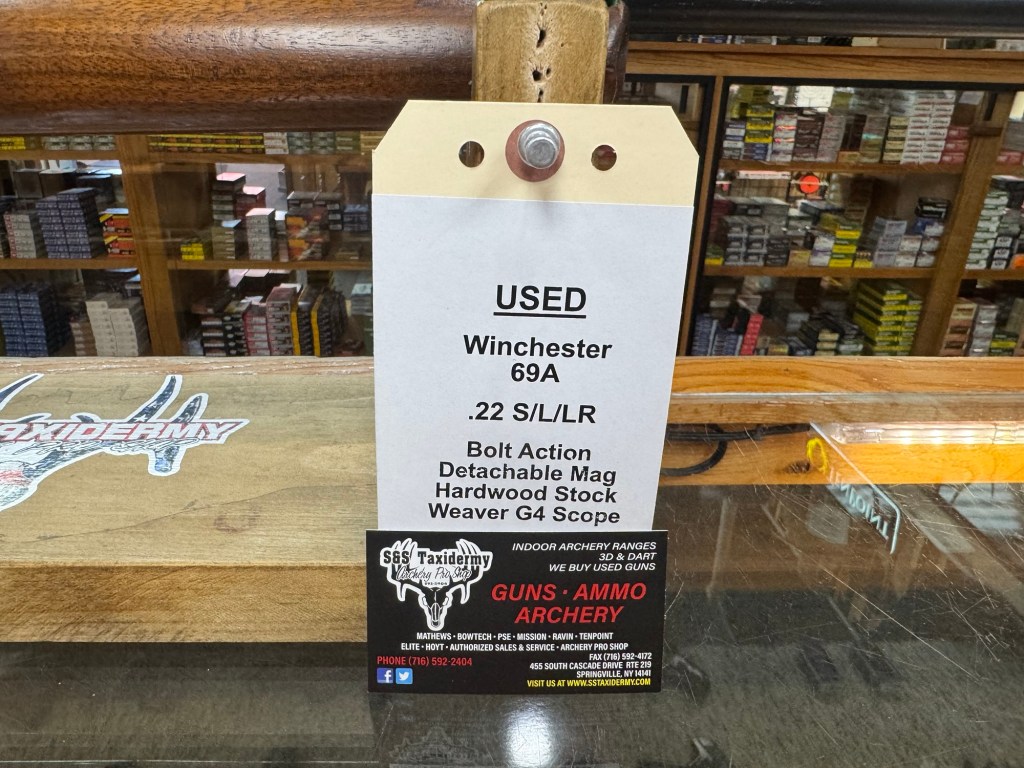 USED
Winchester
69A
.22 S/L/LR
Bolt Action
Detachable Mag
Hardwood Stock
Weaver G4 Scope
TAXIDERMY
S&S Taxidermy
Archery Pro Shop
INDOOR ARCHERY RANGES
3D & DART
WE BUY USED GUNS
GUNS • AMMO
ARCHERY
MATHEWS • BOWTECH • PSE • MISSION • RAVIN • TENPOINT
ELITE • HOYT • AUTHORIZED SALES & SERVICE • ARCHERY PRO SHOP
PHONE (716) 592-2404
FAX (716) 592-4172
455 SOUTH CASCADE DRIVE RTE 219
SPRINGVILLE, NY 14141
VISIT US AT WWW.SSTAXIDERMY.COM